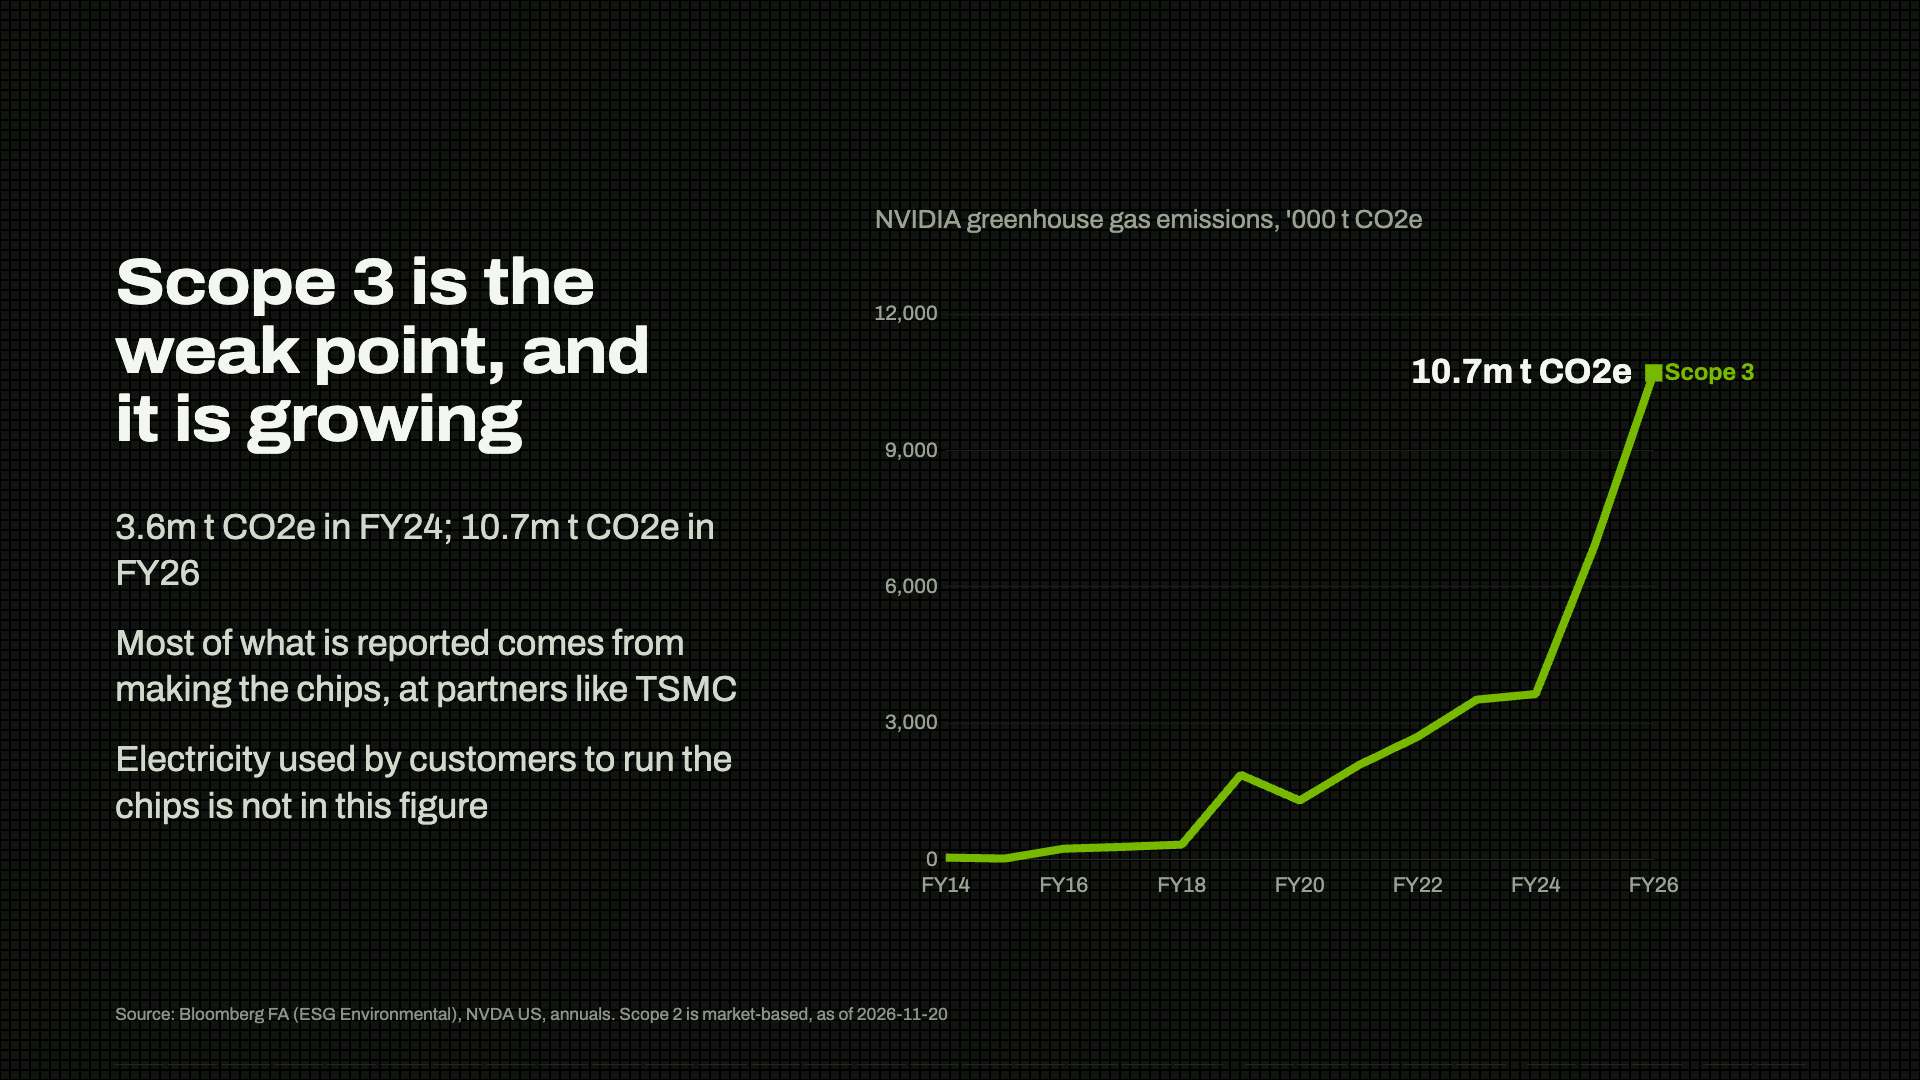 Scope 3 is the
weak point, and
it is growing
3.6m t CO2e in FY24; 10.7m t CO2e in
FY26
Most of what is reported comes from
making the chips, at partners like TSMC
Electricity used by customers to run the
chips is not in this figure
NVIDIA greenhouse gas emissions, '000 t CO2e
12,000
10.7m t CO2e
Scope 3
9,000
6,000
3,000
0
FY14 FY16 FY18 FY20 FY22 FY24 FY26
Source: Bloomberg FA (ESG Environmental), NVDA US, annuals. Scope 2 is market-based, as of 2026-11-20